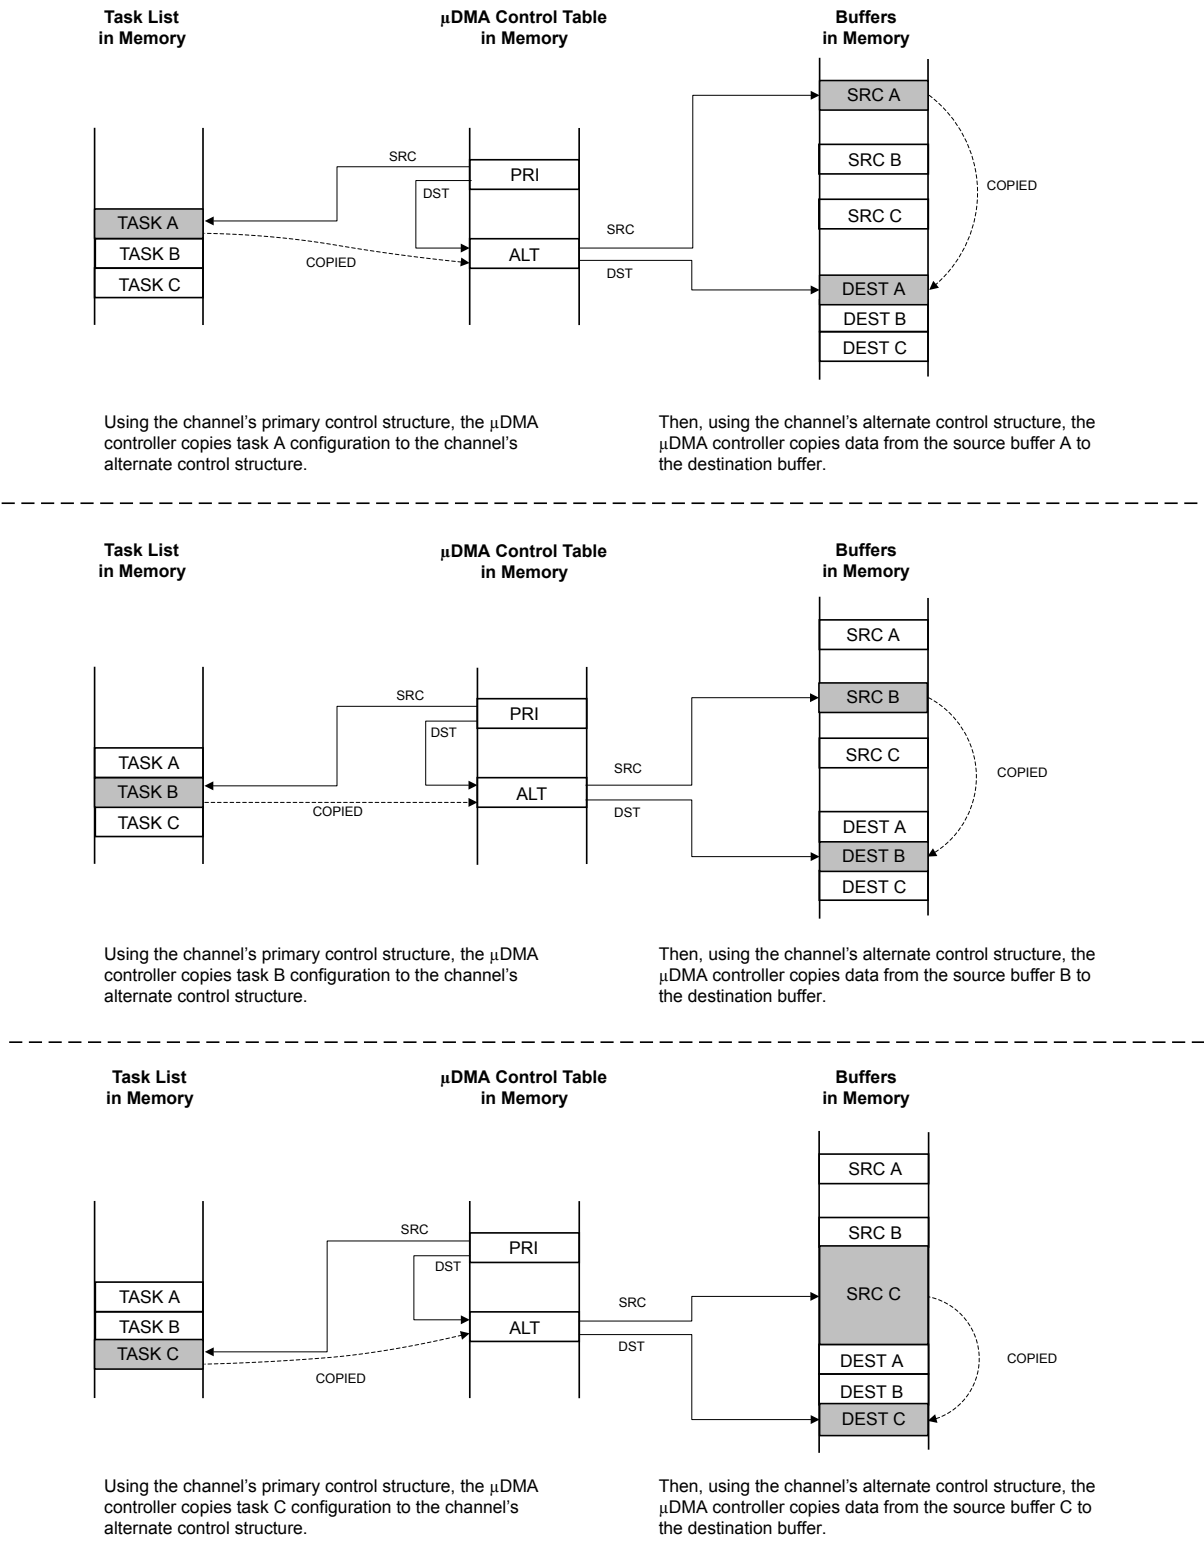 Task List
in Memory
µDMA Control Table
in Memory
Buffers
in Memory
SRC A
SRC B
SRC C
DEST A
DEST B
DEST C
COPIED
SRC
PRI
DST
TASK A
TASK B
TASK C
COPIED
ALT
SRC
DST
Using the channel's primary control structure, the µDMA
controller copies task A configuration to the channel's
alternate control structure.
Then, using the channel's alternate control structure, the
µDMA controller copies data from the source buffer A to
the destination buffer.
Task List
in Memory
µDMA Control Table
in Memory
Buffers
in Memory
SRC A
SRC B
SRC C
DEST A
DEST B
DEST C
COPIED
SRC
PRI
DST
TASK A
TASK B
TASK C
COPIED
ALT
SRC
DST
Using the channel's primary control structure, the µDMA
controller copies task B configuration to the channel's
alternate control structure.
Then, using the channel's alternate control structure, the
µDMA controller copies data from the source buffer B to
the destination buffer.
Task List
in Memory
µDMA Control Table
in Memory
Buffers
in Memory
SRC A
SRC B
SRC C
DEST A
DEST B
DEST C
COPIED
SRC
PRI
DST
TASK A
TASK B
TASK C
COPIED
ALT
SRC
DST
Using the channel's primary control structure, the µDMA
controller copies task C configuration to the channel's
alternate control structure.
Then, using the channel's alternate control structure, the
µDMA controller copies data from the source buffer C to
the destination buffer.